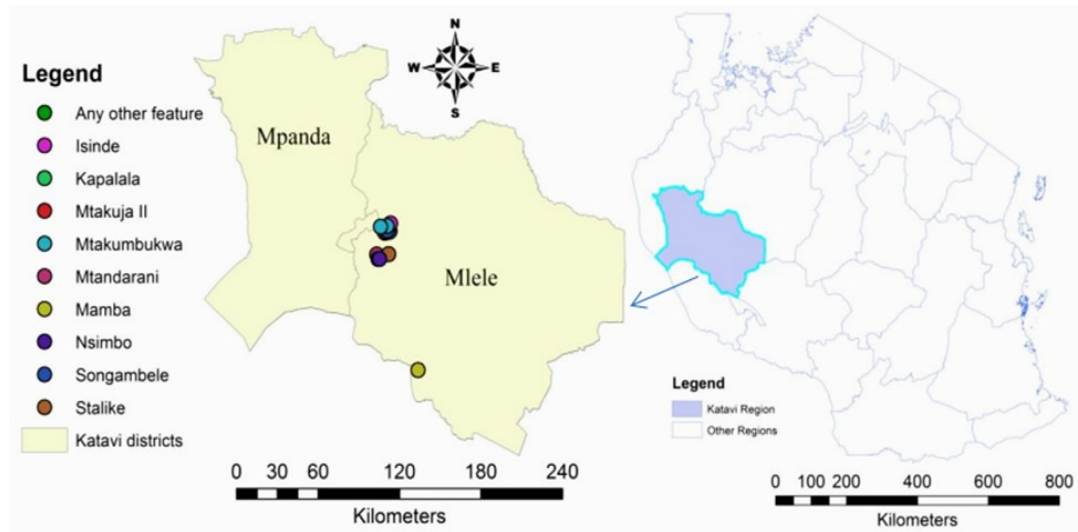 Legend
Any other feature
Isinde
Kapalala
Mtakuja II
Mtakumbukwa
Mtandarani
Mamba
Nsimbo
Songambele
Stalike
Katavi districts
N
W E
S
Mpanda
Mlele
0 30 60 120 180 240
Kilometers
Legend
Katavi Region
Other Regions
0 100 200 400 600 800
Kilometers